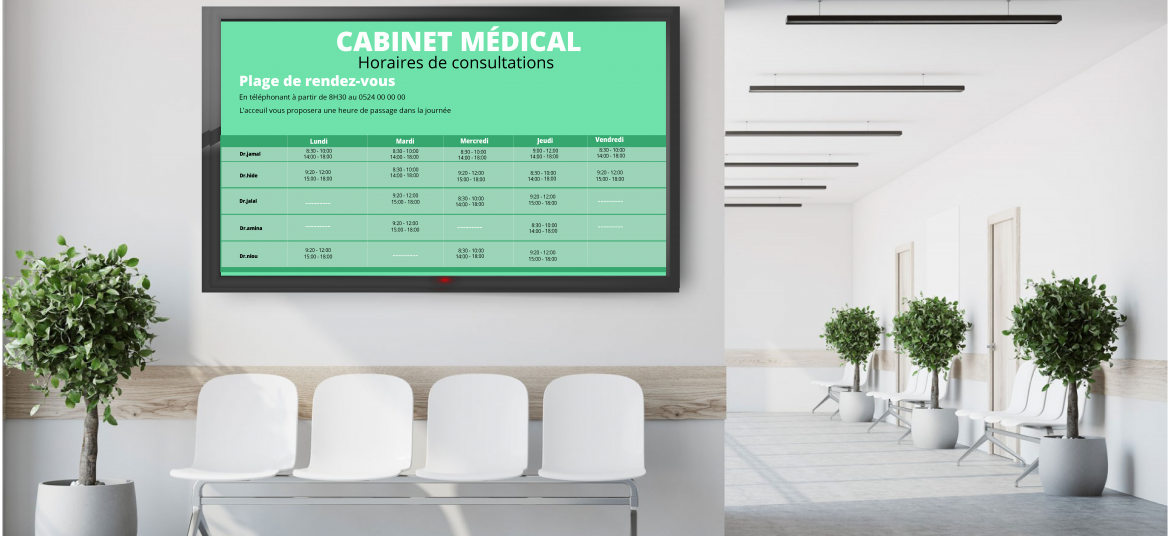 CABINET MÉDICAL
Horaires de consultations
Plage de rendez-vous
En téléphonant à partir de 8H30 au 0524 00 00 00
L'acceuil vous proposera une heure de passage dans la journée
Lundi Mardi Mercredi Jeudi Vendredi
Dr.jamal 8:30 - 10:00 8:30 - 10:00 8:30 - 10:00 9:00 - 12:00 8:30 - 10:00
14:00 - 18:00 14:00 - 18:00 14:00 - 18:00 14:00 - 18:00 14:00 - 18:00
Dr.hide 9:20 - 12:00 8:30 - 10:00 9:20 - 12:00 8:30 - 10:00 9:20 - 12:00
15:00 - 18:00 14:00 - 18:00 15:00 - 18:00 14:00 - 18:00 15:00 - 18:00
Dr.jalal --------- 9:20 - 12:00 8:30 - 10:00 9:20 - 12:00 ---------
15:00 - 18:00 14:00 - 18:00 15:00 - 18:00
Dr.amina --------- 9:20 - 12:00 --------- 8:30 - 10:00 ---------
15:00 - 18:00 14:00 - 18:00
Dr.niou 9:20 - 12:00 --------- 8:30 - 10:00 9:20 - 12:00
15:00 - 18:00 14:00 - 18:00 15:00 - 18:00